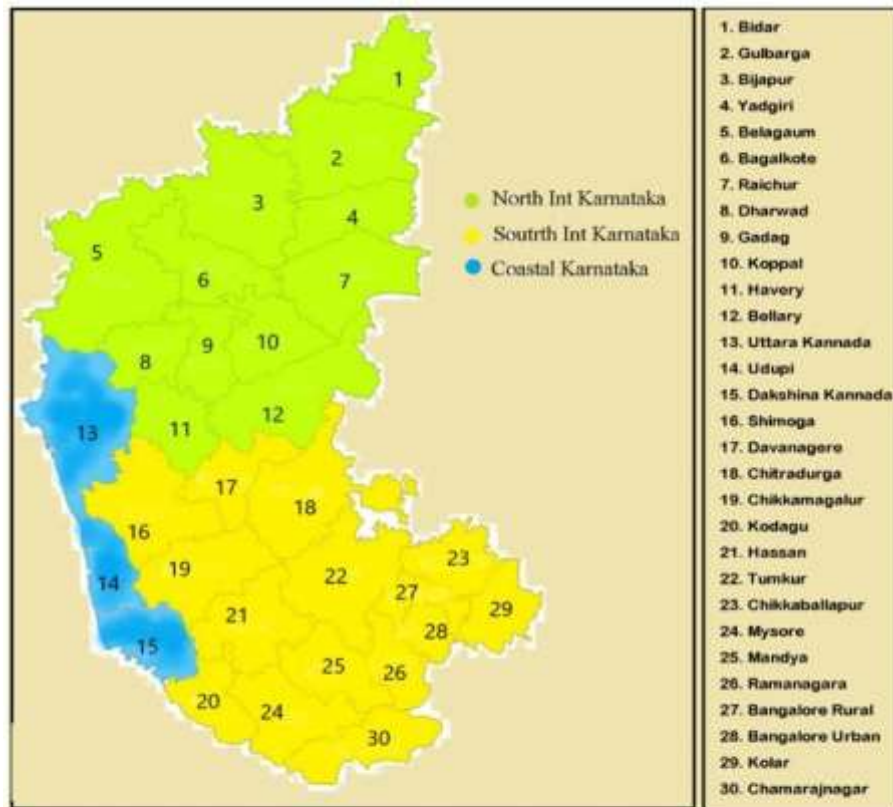 1
2
3
4
5
6
7
8
9
10
11
12
13
14
15
16
17
18
19
20
21
22
23
24
25
26
27
28
29
30
North Int Karnataka
Soutrth Int Karnataka
Coastal Karnataka
1. Bidar
2. Gulbarga
3. Bijapur
4. Yadgiri
5. Belagaum
6. Bagalkote
7. Raichur
8. Dharwad
9. Gadag
10. Koppal
11. Havery
12. Bellary
13. Uttara Kannada
14. Udupi
15. Dakshina Kannada
16. Shimoga
17. Davanagere
18. Chitradurga
19. Chikkamagalur
20. Kodagu
21. Hassan
22. Tumkur
23. Chikkaballapur
24. Mysore
25. Mandya
26. Ramanagara
27. Bangalore Rural
28. Bangalore Urban
29. Kolar
30. Chamarajnagar